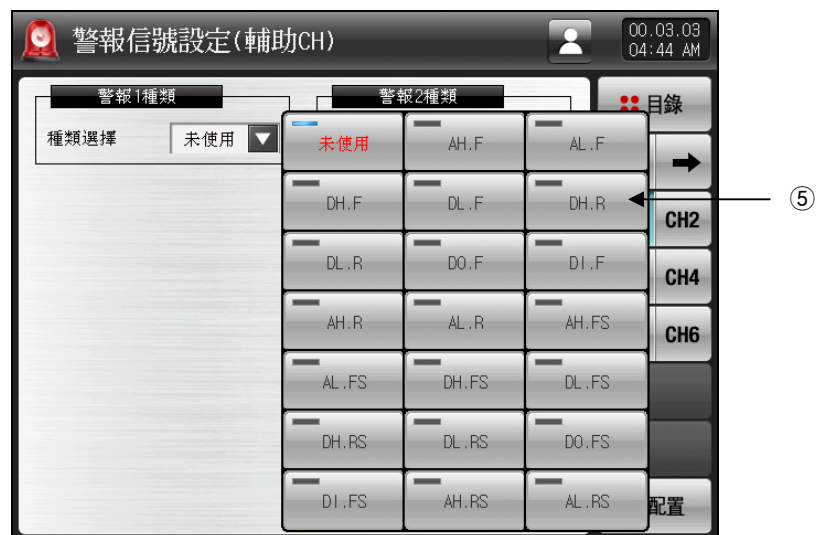 警報信號設定(輔助CH)
00.03.03
04:44 AM
警報1種類
警報2種類
目錄
種類選擇
未使用
未使用
AH.F
AL.F
DH.F
DL.F
DH.R
⑤
CH2
DL.R
DO.F
DI.F
CH4
AH.R
AL.R
AH.FS
CH6
AL.FS
DH.FS
DL.FS
DH.RS
DL.RS
DO.FS
DI.FS
AH.RS
AL.RS
配置